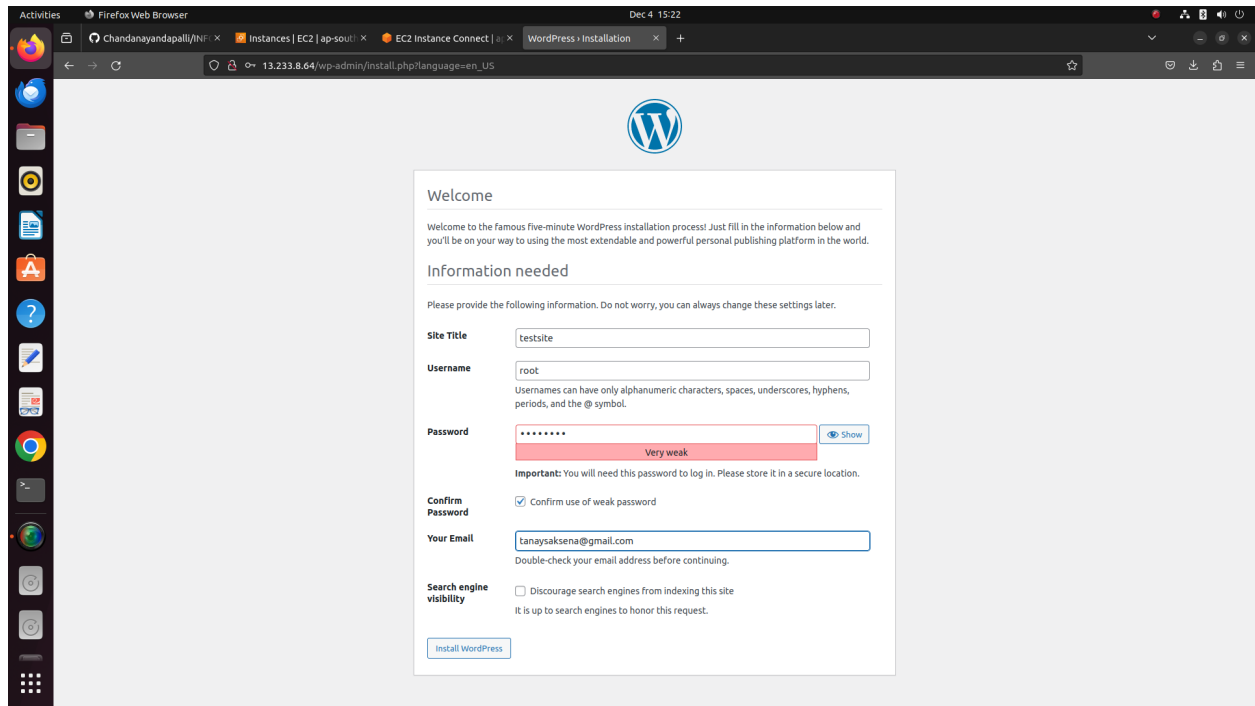 Activities
Firefox Web Browser
Dec 4 15:22
Chandanayandapalli/INFO
Instances | EC2 | ap-south
EC2 Instance Connect | a
WordPress › Installation
13.233.8.64/wp-admin/install.php?language=en_US
Welcome
Welcome to the famous five-minute WordPress installation process! Just fill in the information below and
you'll be on your way to using the most extendable and powerful personal publishing platform in the world.
Information needed
Please provide the following information. Do not worry, you can always change these settings later.
Site Title
testsite
Username
root
Usernames can have only alphanumeric characters, spaces, underscores, hyphens,
periods, and the @ symbol.
Password
••••••••
Show
Very weak
Important: You will need this password to log in. Please store it in a secure location.
Confirm
Password
Confirm use of weak password
Your Email
tanaysaksena@gmail.com
Double-check your email address before continuing.
Search engine
visibility
Discourage search engines from indexing this site
It is up to search engines to honor this request.
Install WordPress